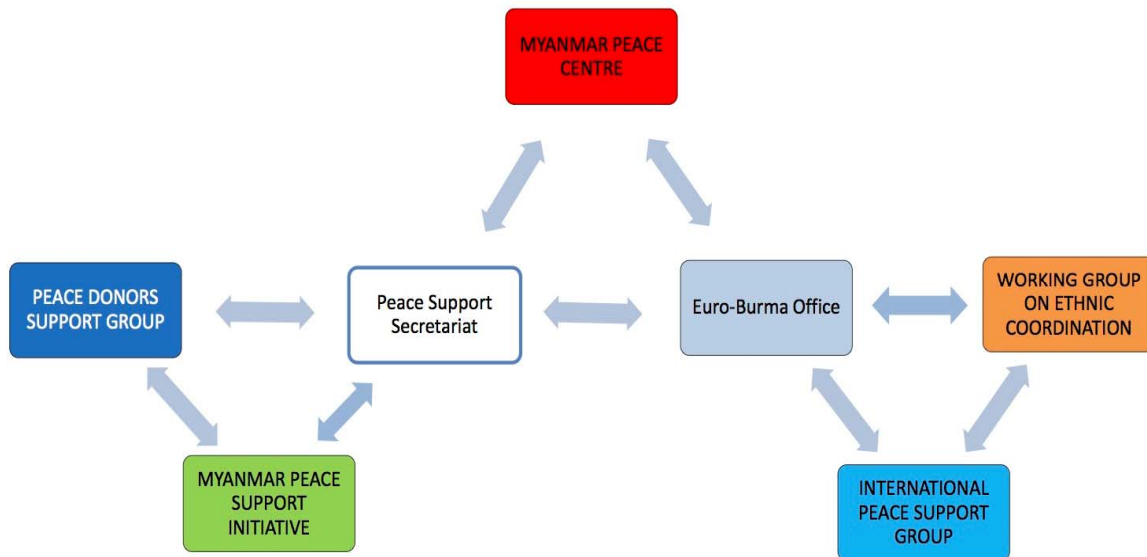 MYANMAR PEACE
CENTRE
PEACE DONORS
SUPPORT GROUP
Peace Support
Secretariat
Euro-Burma Office
WORKING GROUP
ON ETHNIC
COORDINATION
MYANMAR PEACE
SUPPORT
INITIATIVE
INTERNATIONAL
PEACE SUPPORT
GROUP